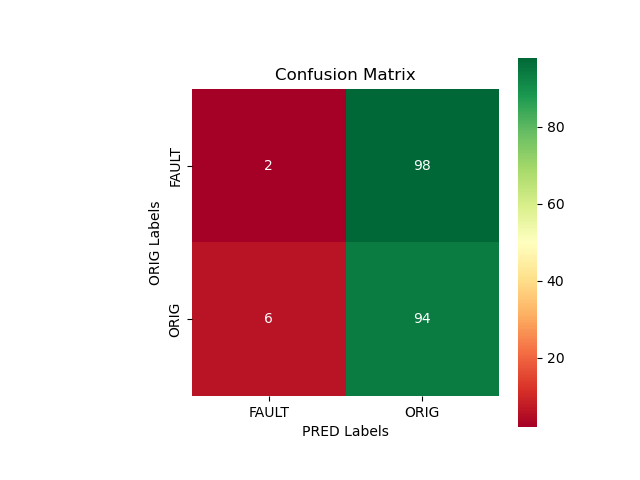 Confusion Matrix
ORIG Labels
FAULT
2
98
ORIG
6
94
FAULT
ORIG
PRED Labels
80
60
40
20